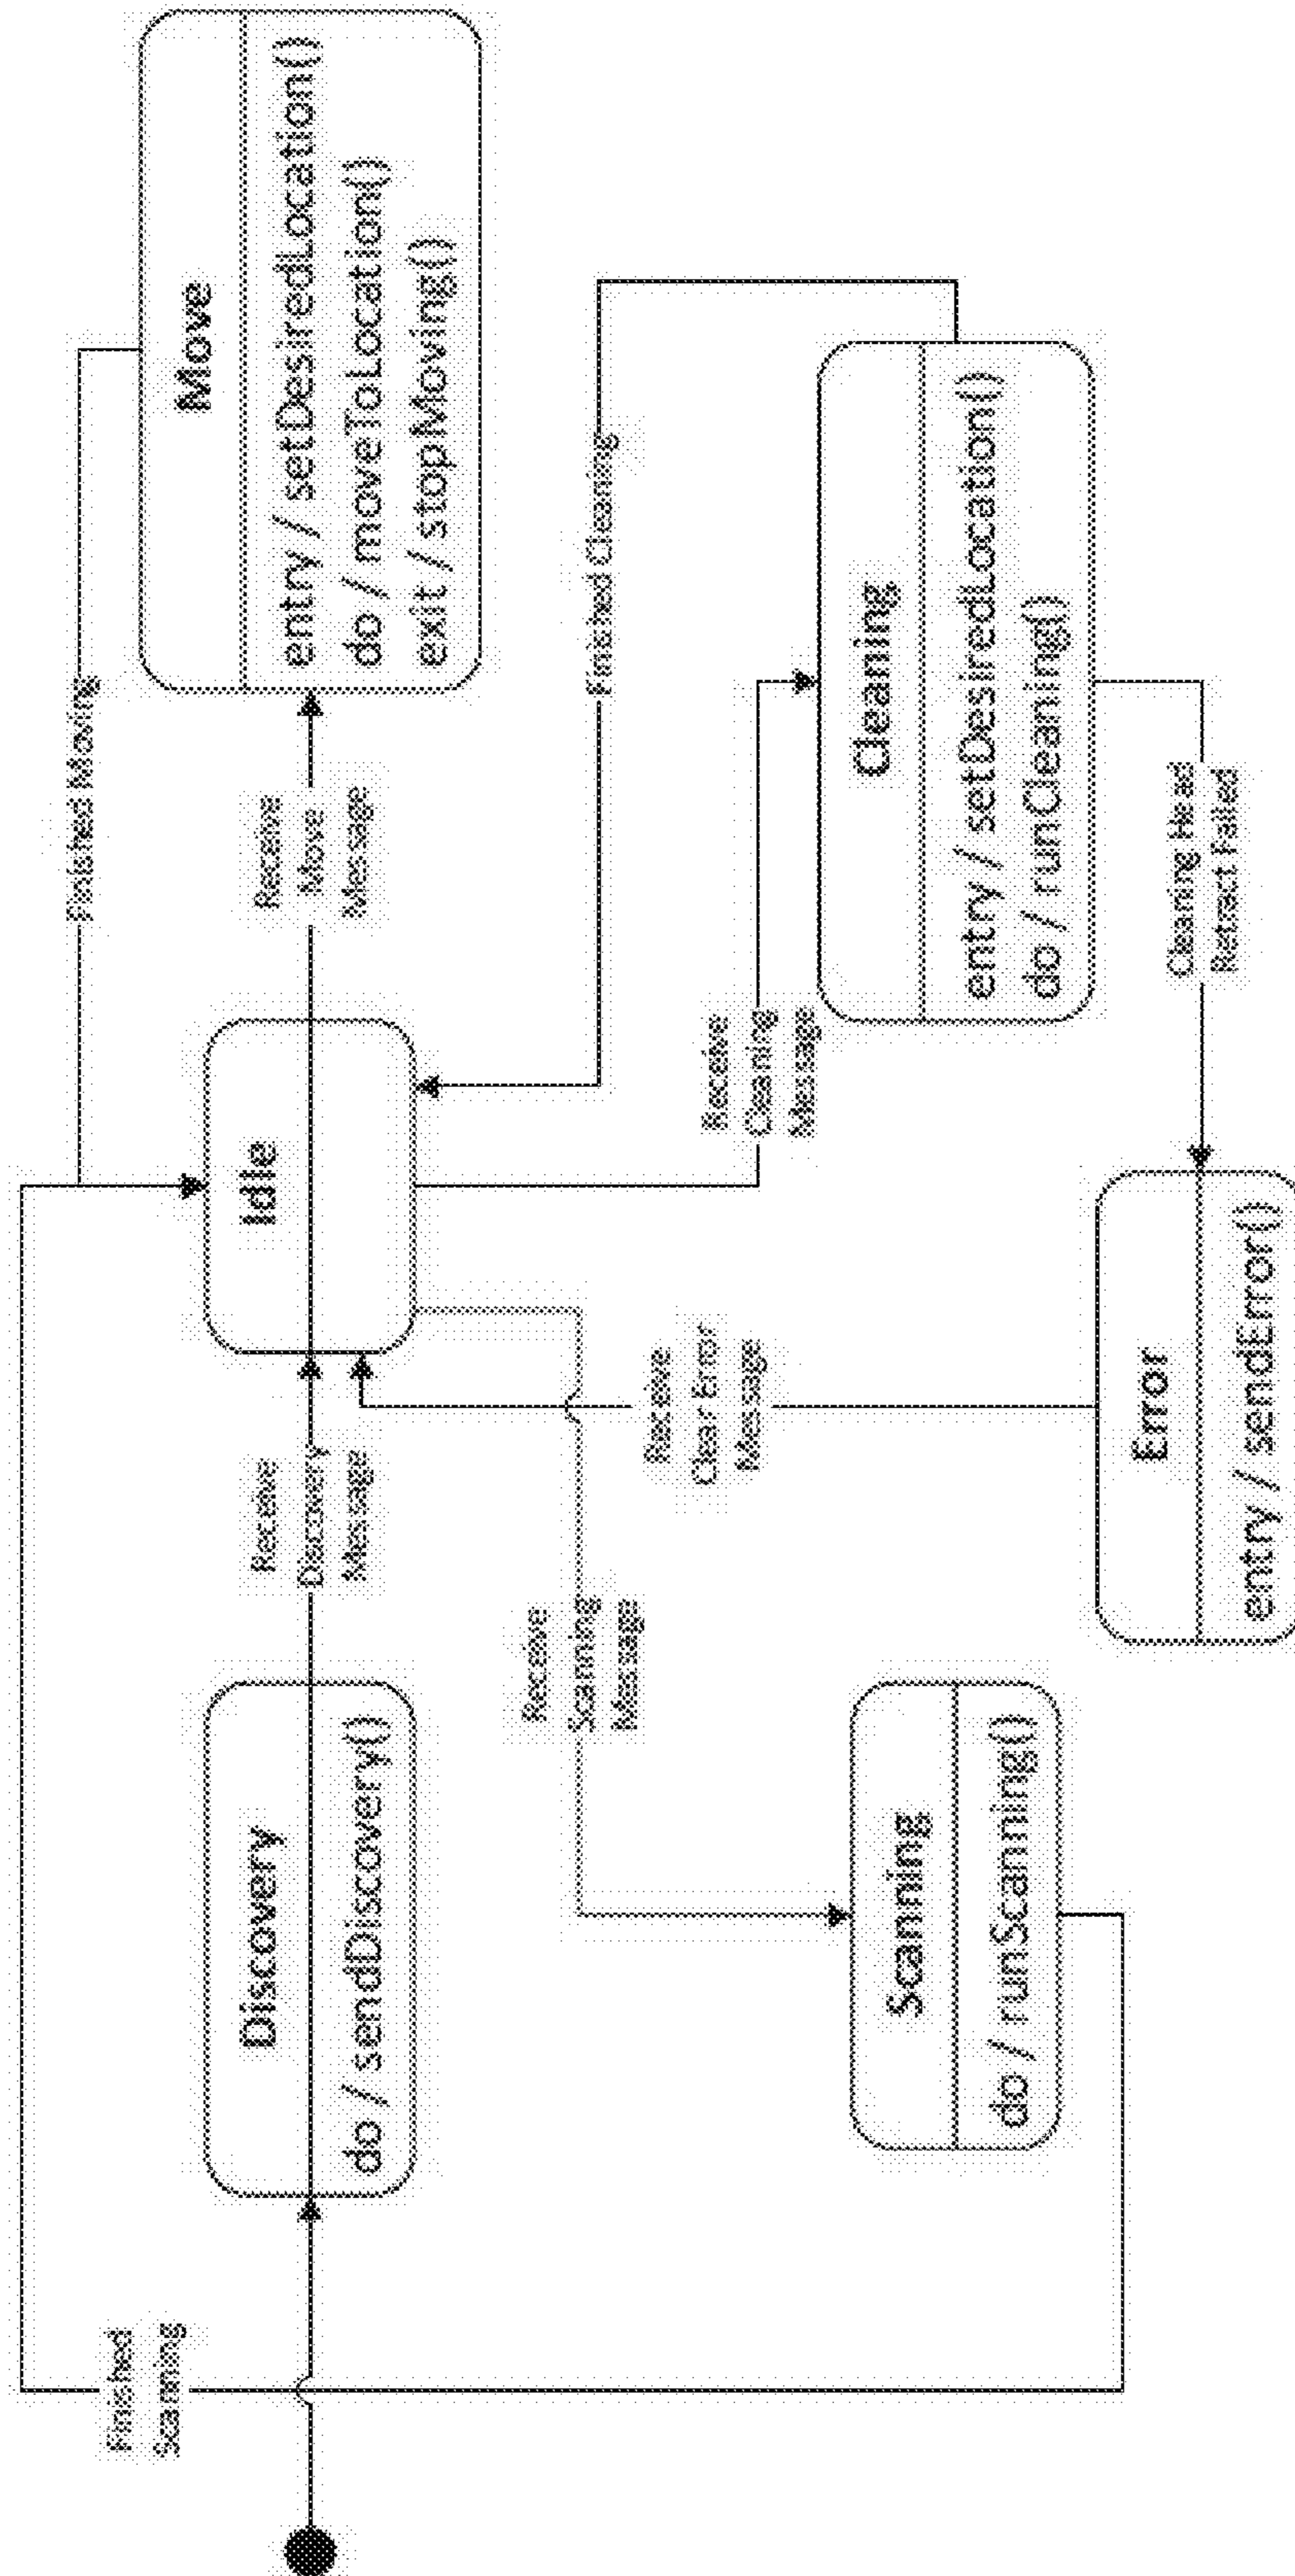 Finished
Scanning
Discovery
do / sendDiscovery()
Receive
Discovery
Message
Idle
Finished Moving
Receive
Move
Message
Move
entry / setDesiredLocation()
do / moveToLocation()
exit / stopMoving()
Receive
Scanning
Message
Scanning
do / runScanning()
Receive
Clear Error
Message
Error
entry / sendError()
Finished Cleaning
Receive
Cleaning
Message
Cleaning
entry / setDesiredLocation()
do / runCleaning()
Cleaning Head
Retract Failed